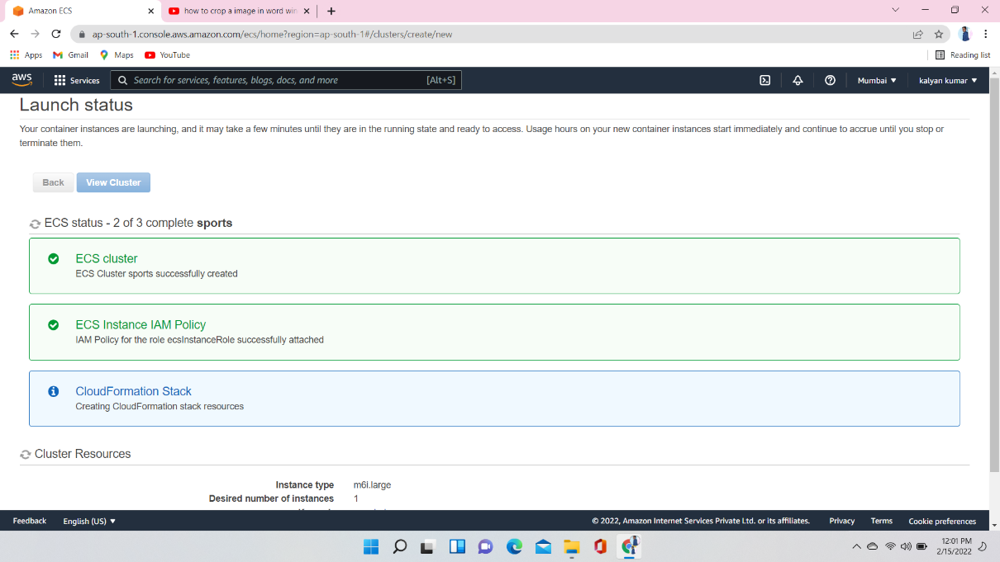 Amazon ECS
how to crop a image in word win
ap-south-1.console.aws.amazon.com/ecs/home?region=ap-south-1#/clusters/create/new
Apps
Gmail
Maps
YouTube
Reading list
aws
Services
Search for services, features, blogs, docs, and more
[Alt+S]
Mumbai
kalyan kumar
Launch status
Your container instances are launching, and it may take a few minutes until they are in the running state and ready to access. Usage hours on your new container instances start immediately and continue to accrue until you stop or
terminate them.
Back
View Cluster
ECS status - 2 of 3 complete sports
ECS cluster
ECS Cluster sports successfully created
ECS Instance IAM Policy
IAM Policy for the role ecsInstanceRole successfully attached
CloudFormation Stack
Creating CloudFormation stack resources
Cluster Resources
Instance type m6i.large
Desired number of instances 1
Feedback
English (US)
© 2022, Amazon Internet Services Private Ltd. or its affiliates.
Privacy
Terms
Cookie preferences
12:01 PM
2/15/2022